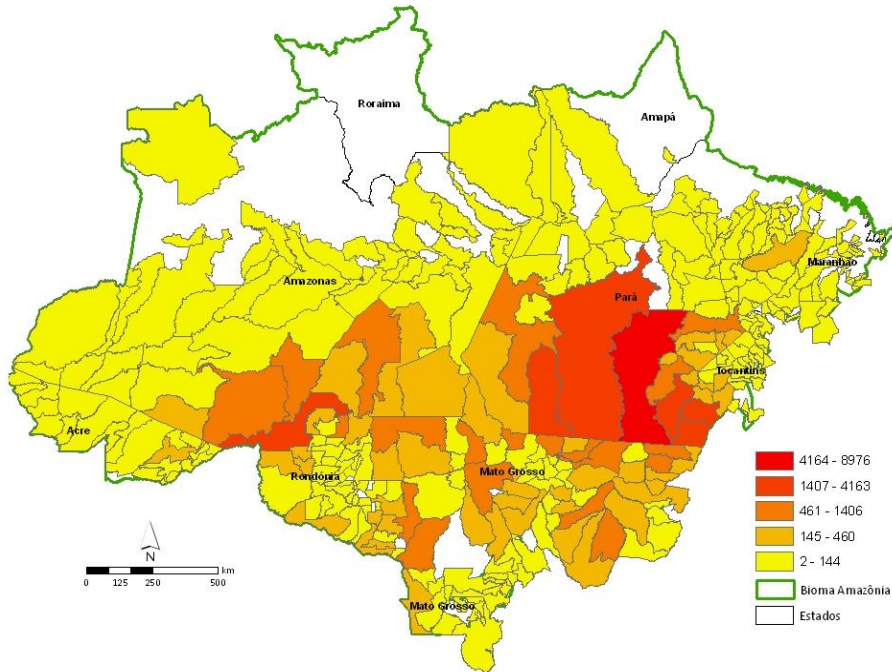 Roraima
Amapá
Maranhão
Amazonas
Pará
Tocantins
Acre
Rondônia
Mato Grosso
Mato Grosso
N
0 125 250 500 km
4164 - 8976
1407 - 4163
461 - 1406
145 - 460
2 - 144
Bioma Amazônia
Estados